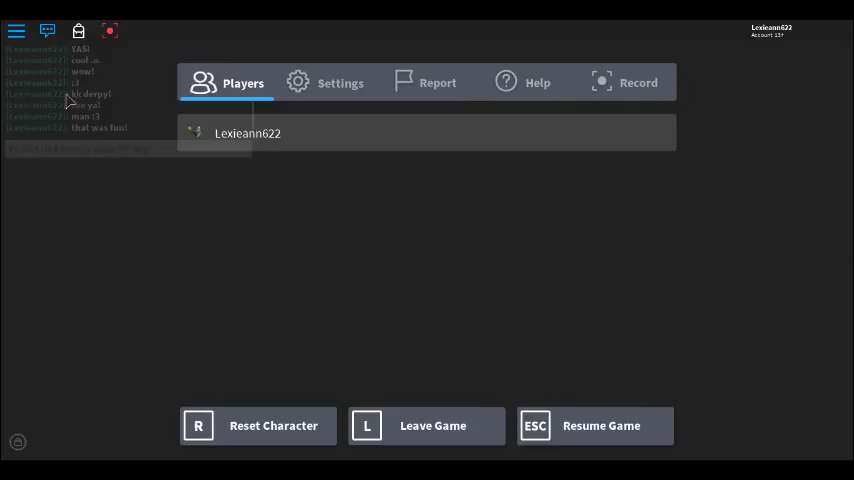 Lexieann622
Account: 13+
[Lexieann622]: YAS!
[Lexieann622]: cool .o.
[Lexieann622]: wow!
[Lexieann622]: :3
[Lexieann622]: kk derpy!
ya!
man :3
[Lexieann622]: that was fun!
Players
Settings
Report
Help
Record
Lexieann622
R Reset Character
L Leave Game
ESC Resume Game